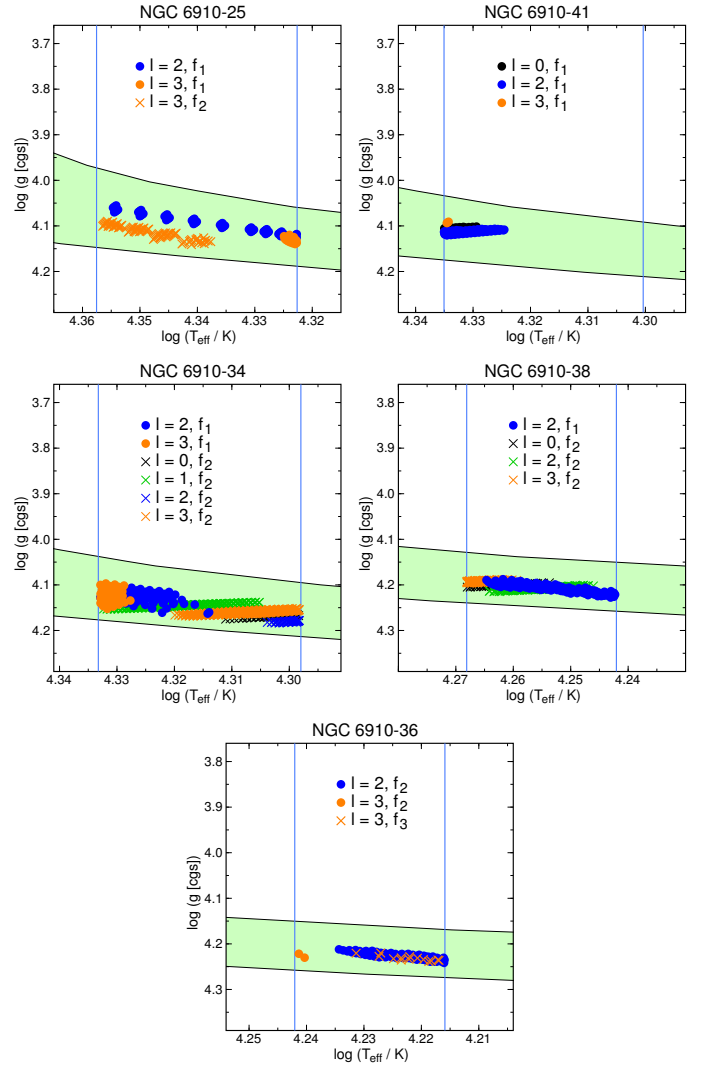 NGC 6910-25
NGC 6910-41
3.7
3.8
3.9
4.0
4.1
4.2
log (g [cgs])
l = 2, f1
l = 3, f1
l = 3, f2
4.36
4.35
4.34
4.33
4.32
log (Teff / K)
3.7
3.8
3.9
4.0
4.1
4.2
log (g [cgs])
l = 0, f1
l = 2, f1
l = 3, f1
4.34
4.33
4.32
4.31
4.30
log (Teff / K)
NGC 6910-34
NGC 6910-38
3.7
3.8
3.9
4.0
4.1
4.2
log (g [cgs])
l = 2, f1
l = 3, f1
l = 0, f2
l = 1, f2
l = 2, f2
l = 3, f2
4.34
4.33
4.32
4.31
4.30
log (Teff / K)
3.8
3.9
4.0
4.1
4.2
4.3
log (g [cgs])
l = 2, f1
l = 0, f2
l = 2, f2
l = 3, f2
4.27
4.26
4.25
4.24
log (Teff / K)
NGC 6910-36
3.8
3.9
4.0
4.1
4.2
4.3
log (g [cgs])
l = 2, f2
l = 3, f2
l = 3, f3
4.25
4.24
4.23
4.22
4.21
log (Teff / K)